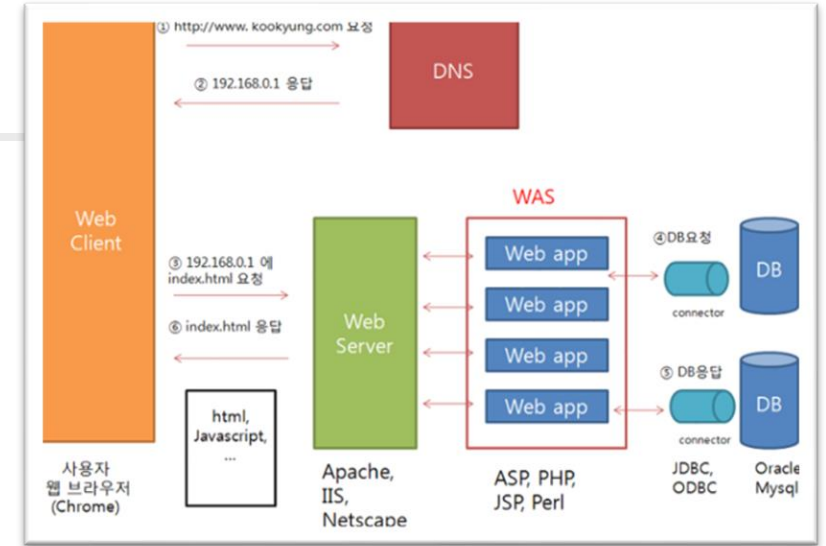 ① http://www. kookyung.com 요청
② 192.168.0.1 응답
DNS
Web
Client
WAS
③ 192.168.0.1 에
index.html 요청
⑥ index.html 응답
Web
Server
Web app
Web app
Web app
Web app
④DB요청
connector
DB
⑤ DB응답
connector
DB
html,
Javascript,
...
사용자
웹 브라우저
(Chrome)
Apache,
IIS,
Netscape
ASP, PHP,
JSP, Perl
JDBC,
ODBC
Oracle
Mysql